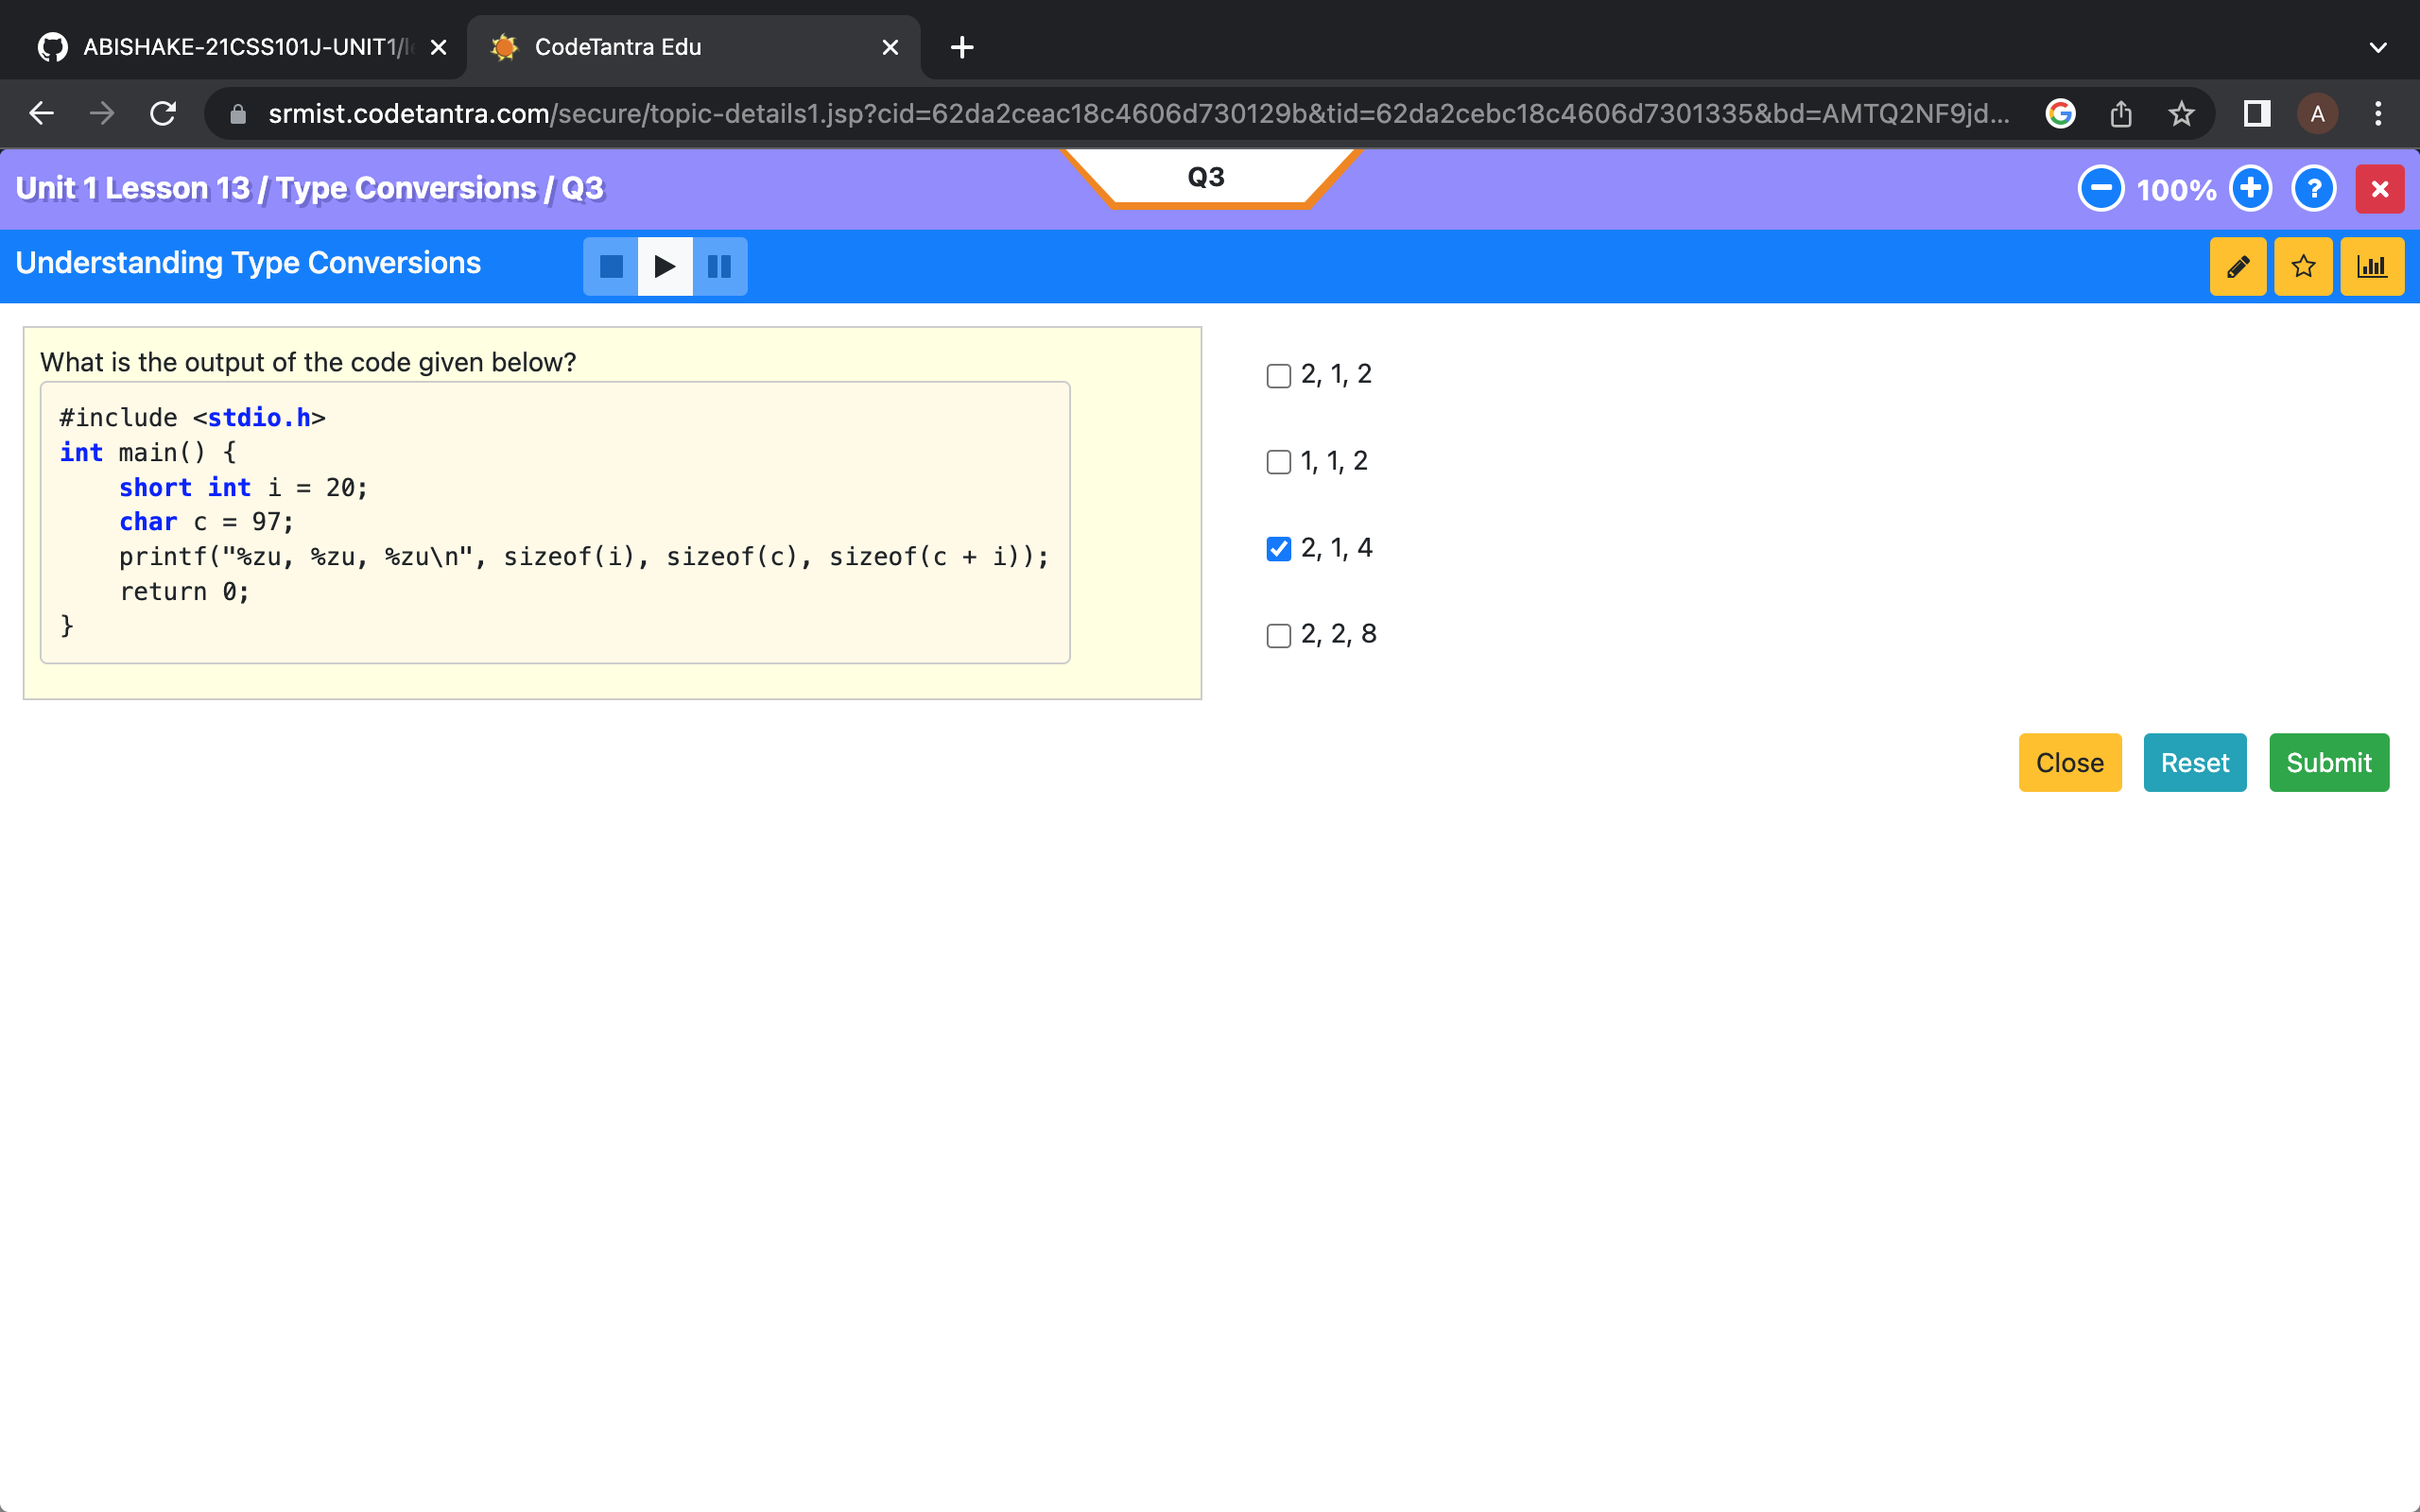 ABISHAKE-21CSS101J-UNIT1/l
CodeTantra Edu
srmist.codetantra.com/secure/topic-details1.jsp?cid=62da2ceac18c4606d730129b&tid=62da2cebc18c4606d7301335&bd=AMTQ2NF9jd...
A
Unit 1 Lesson 13 / Type Conversions / Q3
Q3
100%
?
Understanding Type Conversions
What is the output of the code given below?
#include <stdio.h>
int main() {
    short int i = 20;
    char c = 97;
    printf("%zu, %zu, %zu\n", sizeof(i), sizeof(c), sizeof(c + i));
    return 0;
}
2, 1, 2
1, 1, 2
2, 1, 4
2, 2, 8
Close
Reset
Submit